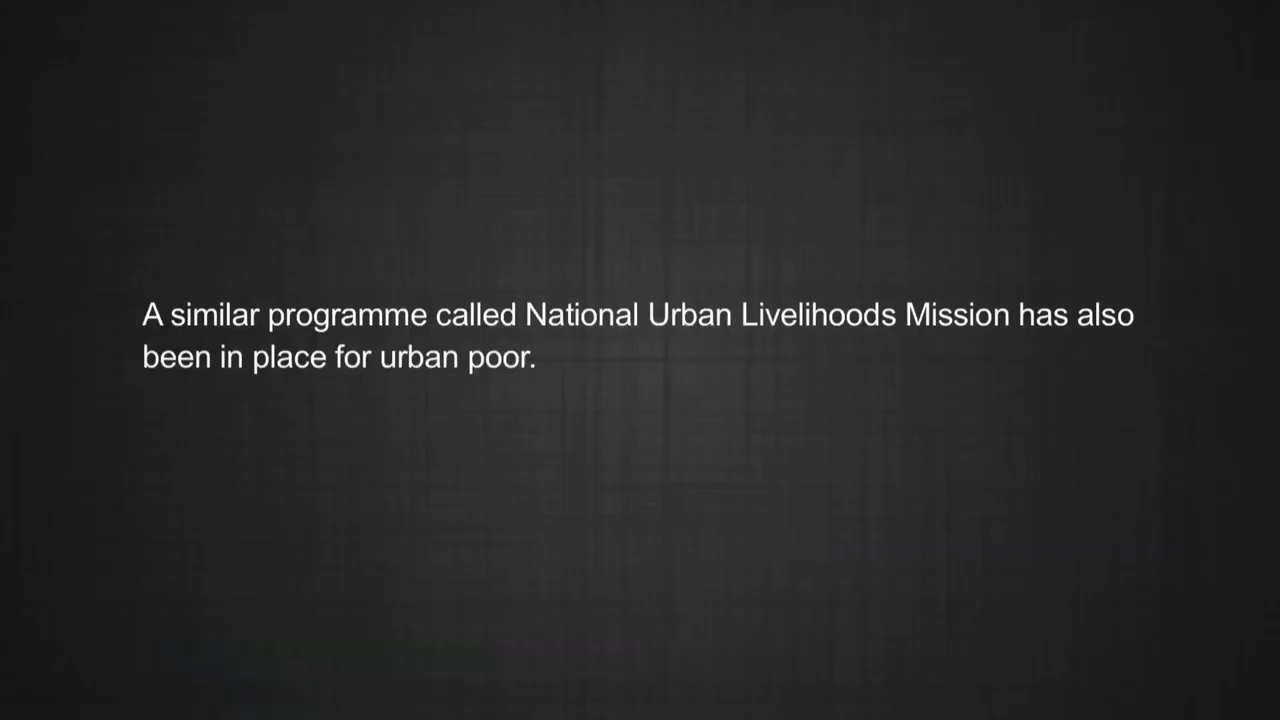 A similar programme called National Urban Livelihoods Mission has also
been in place for urban poor.